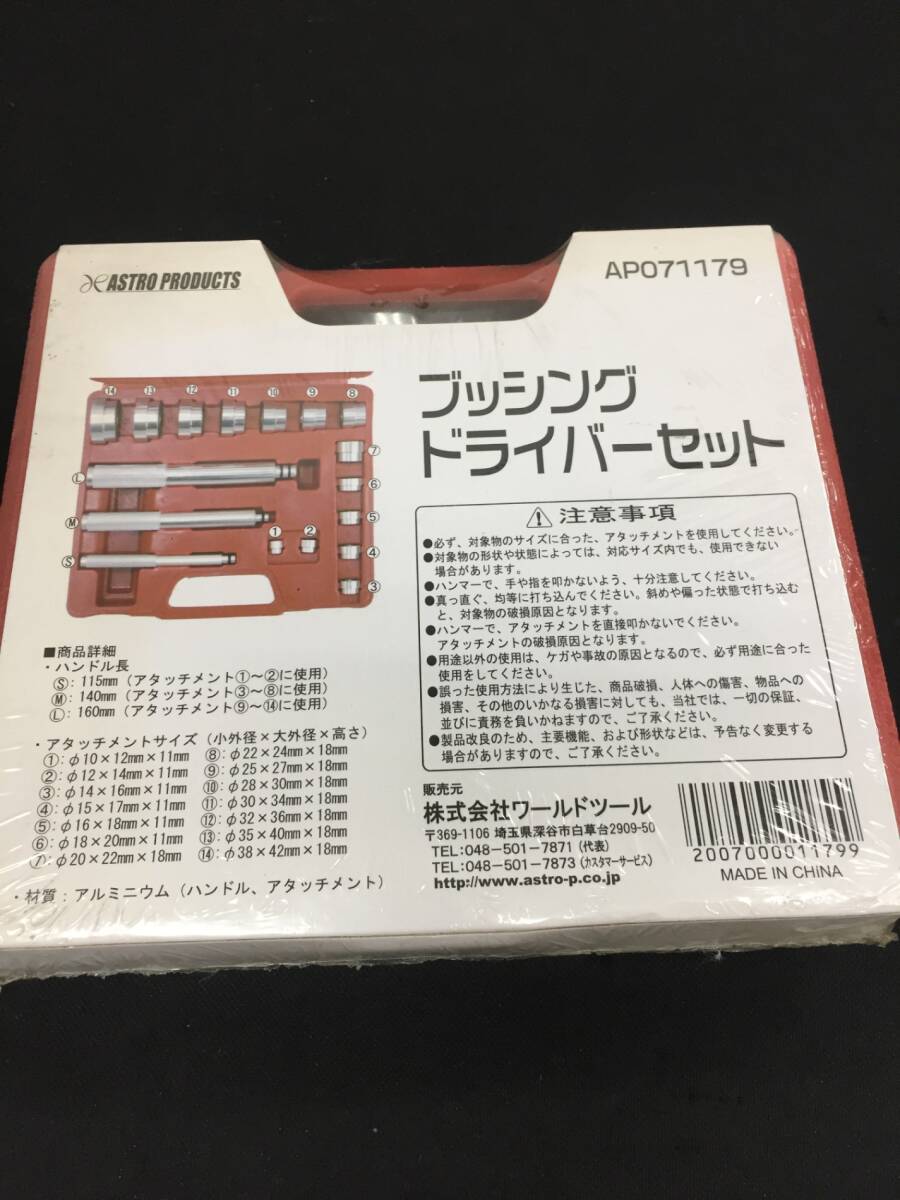 ASTRO PRODUCTS
AP071179
ブッシング
ドライバーセット
⑭ ⑬ ⑫ ⑪ ⑩ ⑨ ⑧
⑦
Ⓛ
⑥
Ⓜ
⑤
① ②
Ⓢ
④
③
■商品詳細
・ハンドル長
Ⓢ：115mm（アタッチメント①～②に使用）
Ⓜ：140mm（アタッチメント③～⑧に使用）
Ⓛ：160mm（アタッチメント⑨～⑭に使用）
・アタッチメントサイズ（小外径×大外径×高さ）
①：φ10×12mm×11mm ⑧：φ22×24mm×18mm
②：φ12×14mm×11mm ⑨：φ25×27mm×18mm
③：φ14×16mm×11mm ⑩：φ28×30mm×18mm
④：φ15×17mm×11mm ⑪：φ30×34mm×18mm
⑤：φ16×18mm×11mm ⑫：φ32×36mm×18mm
⑥：φ18×20mm×11mm ⑬：φ35×40mm×18mm
⑦：φ20×22mm×18mm ⑭：φ38×42mm×18mm
・材質：アルミニウム（ハンドル、アタッチメント）
注意事項
●必ず、対象物のサイズに合った、アタッチメントを使用してください。
●対象物の形状や状態によっては、対応サイズ内でも、使用できない
場合があります。
●ハンマーで、手や指を叩かないよう、十分注意してください。
●真っ直ぐ、均等に打ち込んでください。斜めや偏った状態で打ち込む
と、対象物の破損原因となります。
●ハンマーで、アタッチメントを直接叩かないでください。
アタッチメントの破損原因となります。
●用途以外の使用は、ケガや事故の原因となるので、必ず用途に合った
使用をしてください。
●誤った使用方法により生じた、商品破損、人体への傷害、物品への
損害、その他のいかなる損害に対しても、当社では、一切の保証、
並びに責務を負いかねますので、ご了承ください。
●製品改良のため、主要機能、および形状などは、予告なく変更する
場合がありますので、ご了承ください。
販売元
株式会社ワールドツール
〒369-1106 埼玉県深谷市白草台2909-50
TEL:048-501-7871（代表）
TEL:048-501-7873（カスタマーサービス）
http://www.astro-p.co.jp
2007000011799
MADE IN CHINA